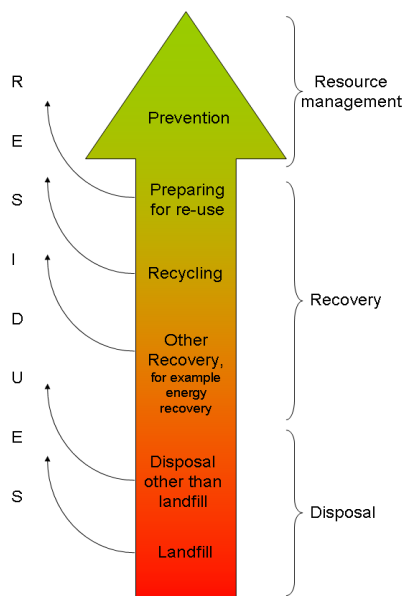 R
E
S
I
D
U
E
S
Prevention
Preparing
for re-use
Recycling
Other
Recovery,
for example
energy
recovery
Disposal
other than
landfill
Landfill
Resource
management
Recovery
Disposal